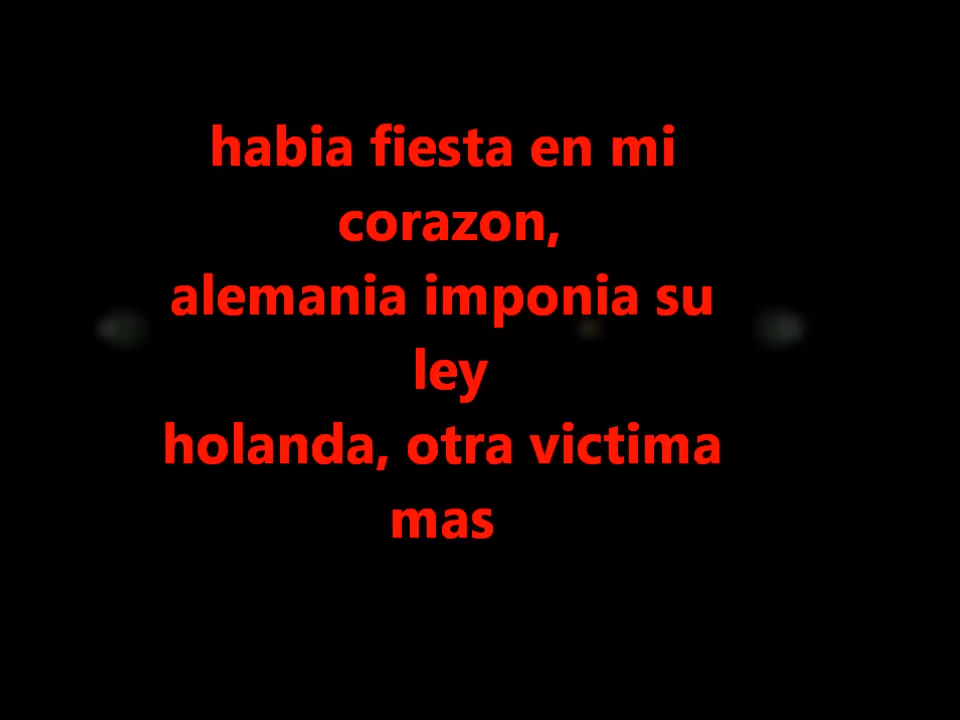 habia fiesta en mi
corazon,
alemania imponia su
ley
holanda, otra victima
mas